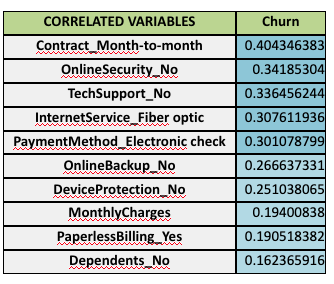 CORRELATED VARIABLES Churn
Contract_Month-to-month 0.404346383
OnlineSecurity_No 0.34185304
TechSupport_No 0.336456244
InternetService_Fiber optic 0.307611936
PaymentMethod_Electronic check 0.301078799
OnlineBackup_No 0.266637331
DeviceProtection_No 0.251038065
MonthlyCharges 0.19400838
PaperlessBilling_Yes 0.190518382
Dependents_No 0.162365916